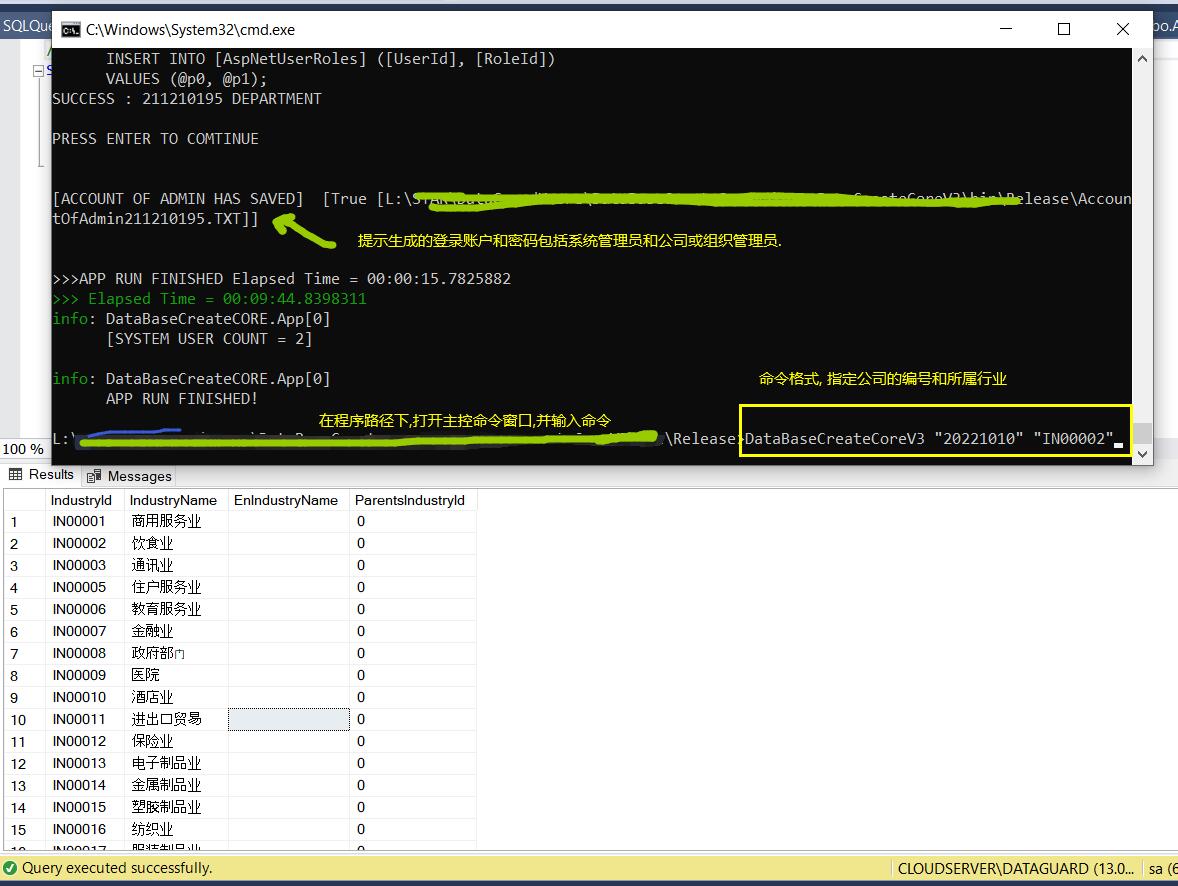 SQLQue
C:\Windows\System32\cmd.exe
INSERT INTO [AspNetUserRoles] ([UserId], [RoleId])
VALUES (@p0, @p1);
SUCCESS : 211210195 DEPARTMENT
PRESS ENTER TO COMTINUE
[ACCOUNT OF ADMIN HAS SAVED] [True [L:\ \bin\Release\Accoun
tOfAdmin211210195.TXT]]
提示生成的登录账户和密码包括系统管理员和公司或组织管理员.
>>>APP RUN FINISHED Elapsed Time = 00:00:15.7825882
>>> Elapsed Time = 00:09:44.8398311
info: DataBaseCreateCORE.App[0]
[SYSTEM USER COUNT = 2]
info: DataBaseCreateCORE.App[0]
APP RUN FINISHED!
命令格式, 指定公司的编号和所属行业
在程序路径下,打开主控命令窗口,并输入命令
L:\ \Release>DataBaseCreateCoreV3 "20221010" "IN00002"
100 %
Results Messages
IndustryId IndustryName EnIndustryName ParentsIndustryId
1 IN00001 商用服务业 0
2 IN00002 饮食业 0
3 IN00003 通讯业 0
4 IN00005 住户服务业 0
5 IN00006 教育服务业 0
6 IN00007 金融业 0
7 IN00008 政府部门 0
8 IN00009 医院 0
9 IN00010 酒店业 0
10 IN00011 进出口贸易 0
11 IN00012 保险业 0
12 IN00013 电子制品业 0
13 IN00014 金属制品业 0
14 IN00015 塑胶制品业 0
15 IN00016 纺织业 0
16 IN00017 服装制品业 0
Query executed successfully.
CLOUDSERVER\DATAGUARD (13.0... sa (6